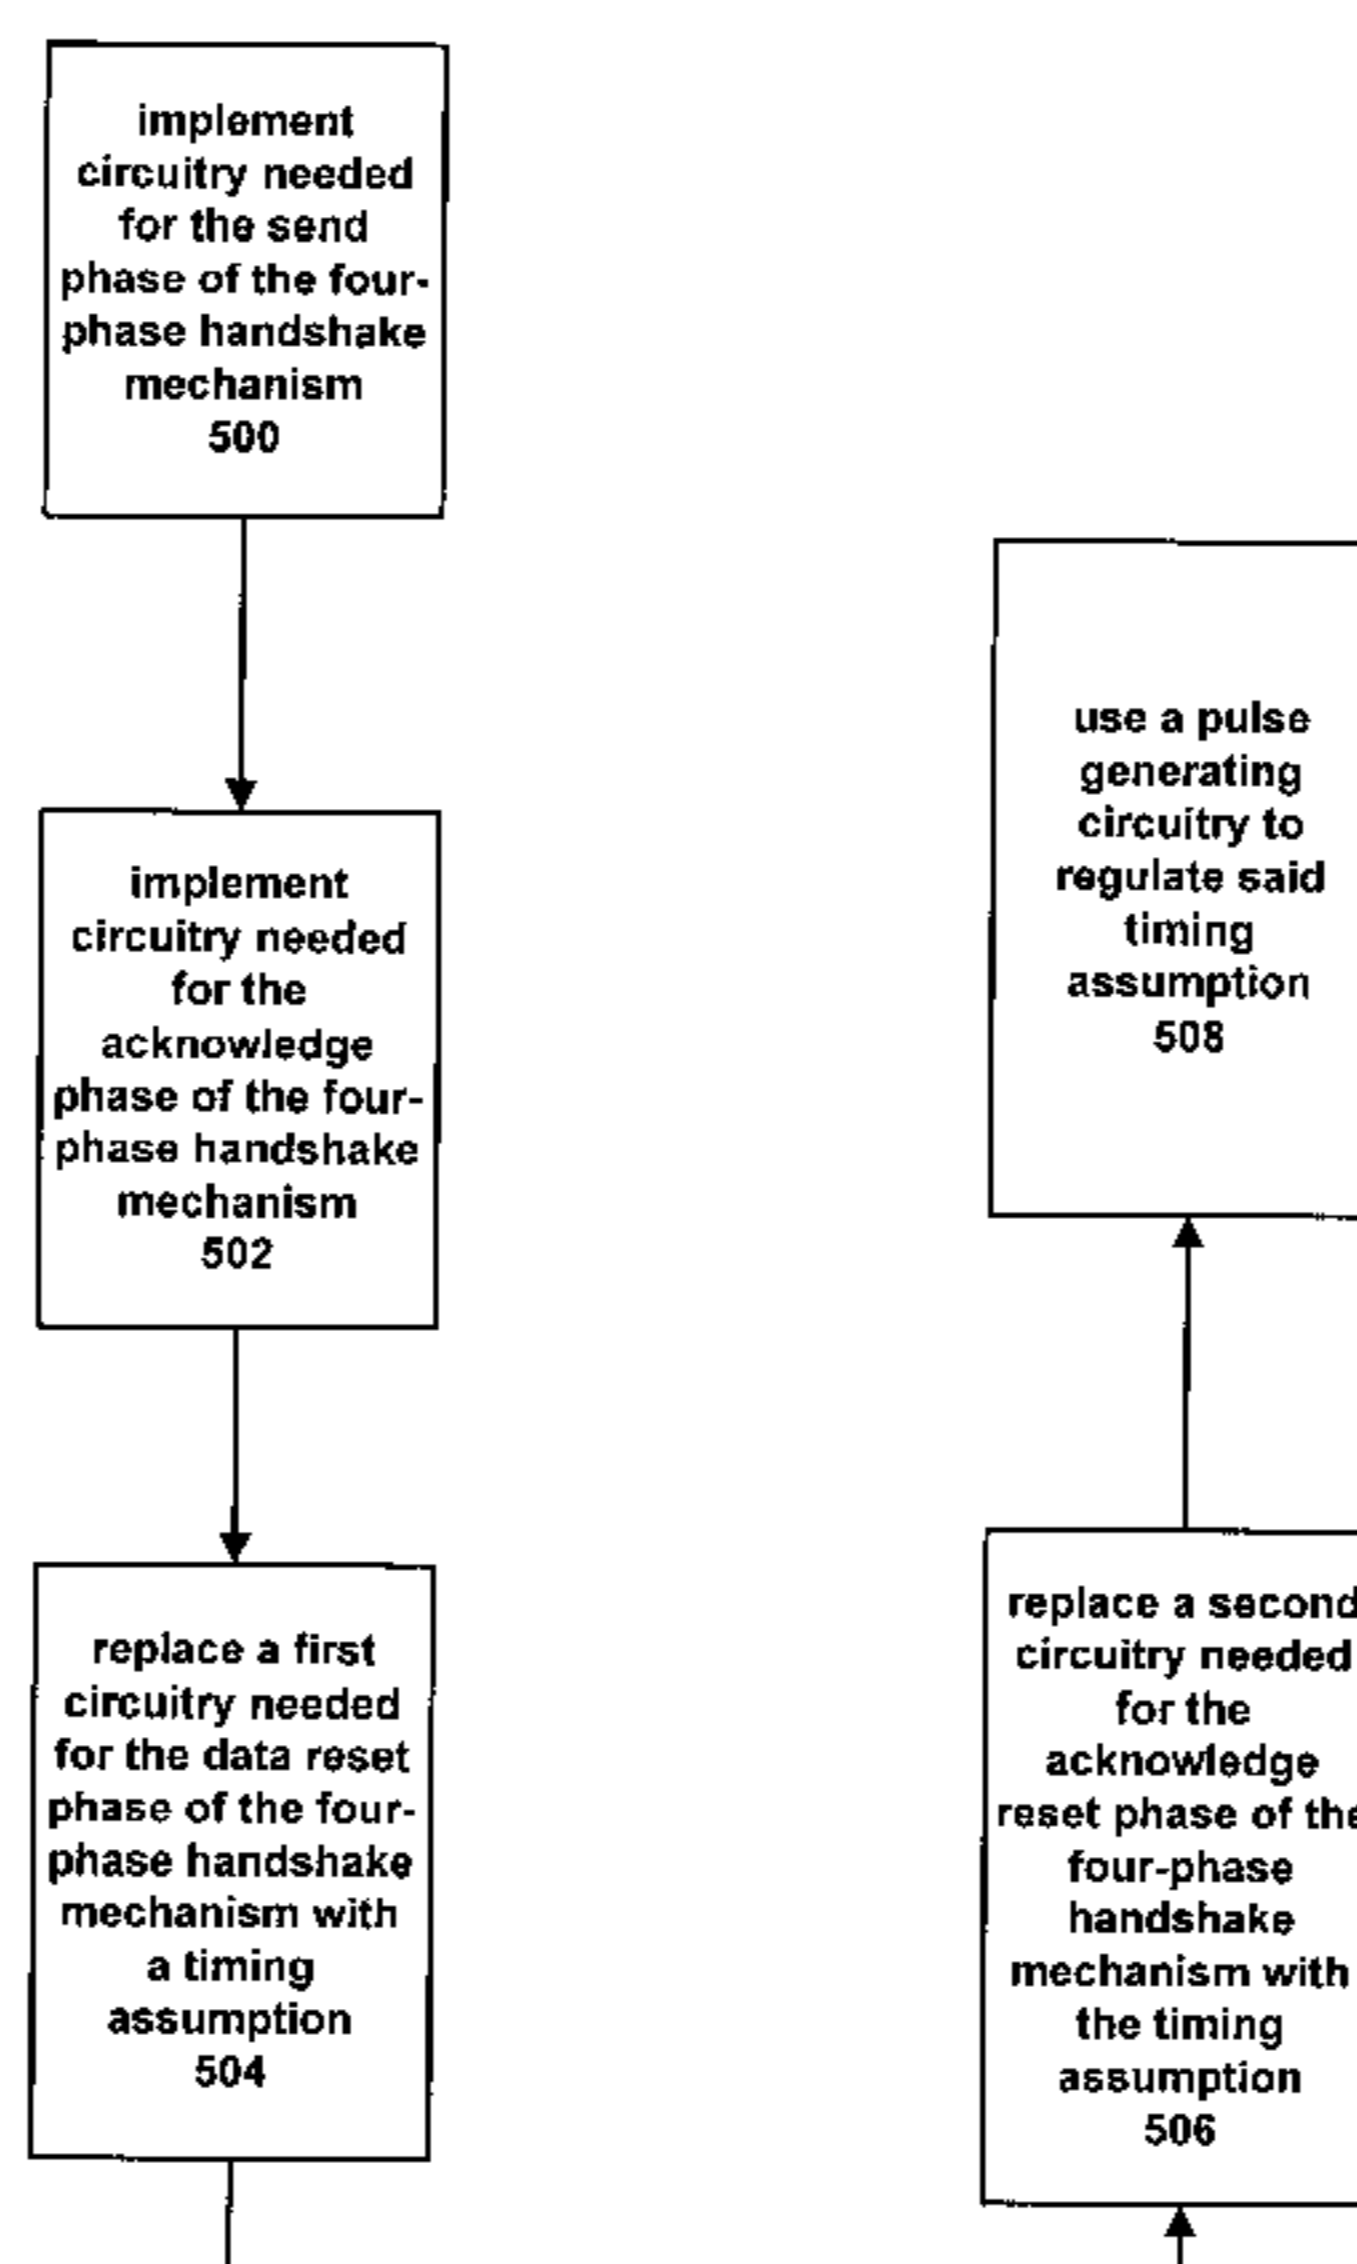 implement
circuitry needed
for the send
phase of the four-
phase handshake
mechanism
500
implement
circuitry needed
for the
acknowledge
phase of the four-
phase handshake
mechanism
502
replace a first
circuitry needed
for the data reset
phase of the four-
phase handshake
mechanism with
a timing
assumption
504
use a pulse
generating
circuitry to
regulate said
timing
assumption
508
replace a second
circuitry needed
for the
acknowledge
reset phase of the
four-phase
handshake
mechanism with
the timing
assumption
506